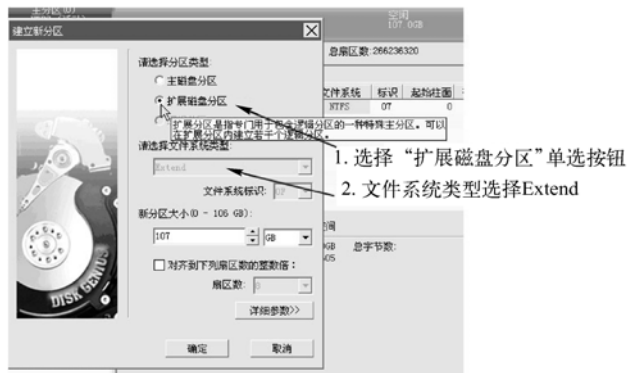 主分区(0)
空闲
107.0GB
建立新分区
总扇区数:266236320
请选择分区类型:
主磁盘分区
文件系统 标识 起始柱面
扩展磁盘分区
NTFS 07 0
扩展分区是指专门用于包含逻辑分区的一种特殊主分区。可以
在扩展分区内建立若干个逻辑分区。
请选择文件系统类型:
1. 选择“扩展磁盘分区”单选按钮
Extend
2. 文件系统类型选择Extend
文件系统标识: 0F
新分区大小(0 - 106 GB):
107 GB
总字节数:
对齐到下列扇区数的整数倍:
扇区数:
DISK GENIUS
详细参数>>
确定 取消